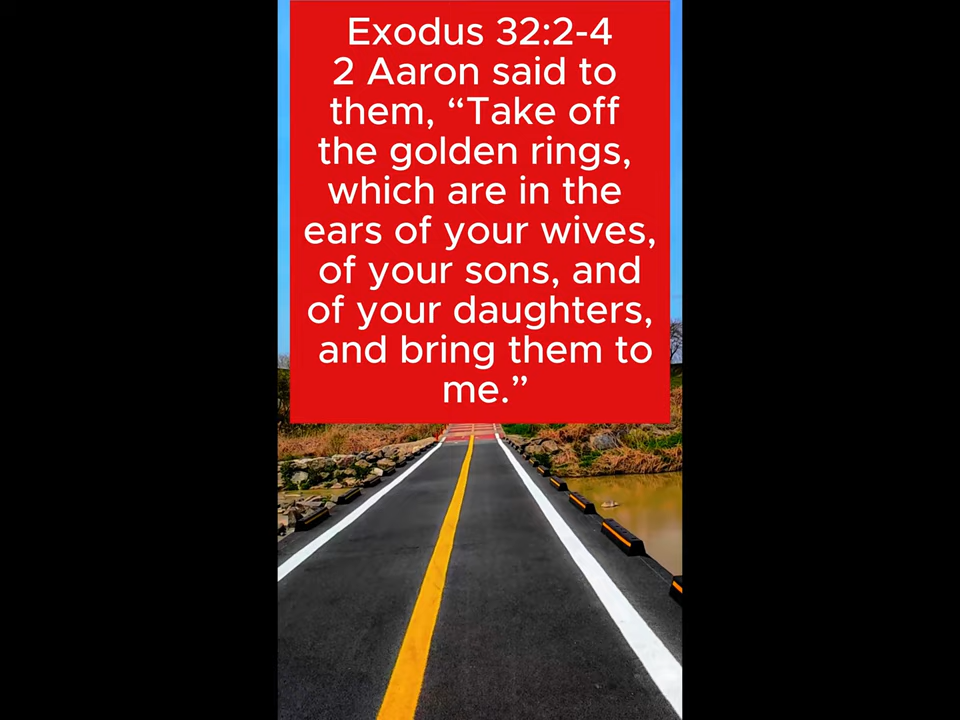 Exodus 32:2-4
2 Aaron said to
them, “Take off
the golden rings,
which are in the
ears of your wives,
of your sons, and
of your daughters,
and bring them to
me.”